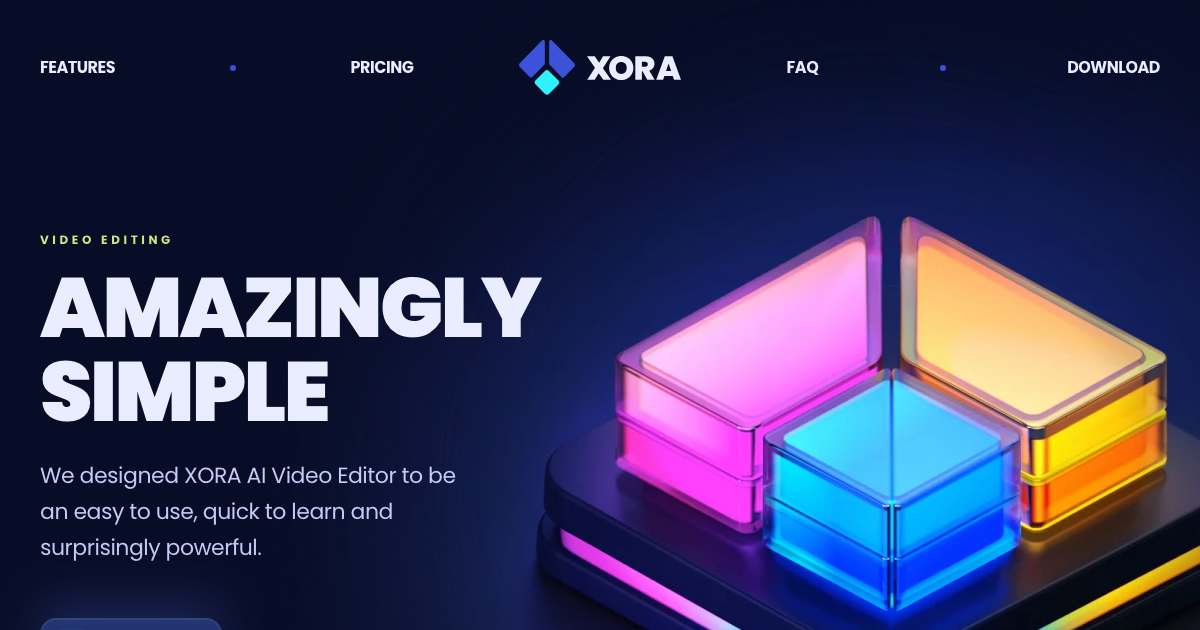 FEATURES
PRICING
XORA
FAQ
DOWNLOAD
VIDEO EDITING
AMAZINGLY
SIMPLE
We designed XORA AI Video Editor to be
an easy to use, quick to learn and
surprisingly powerful.